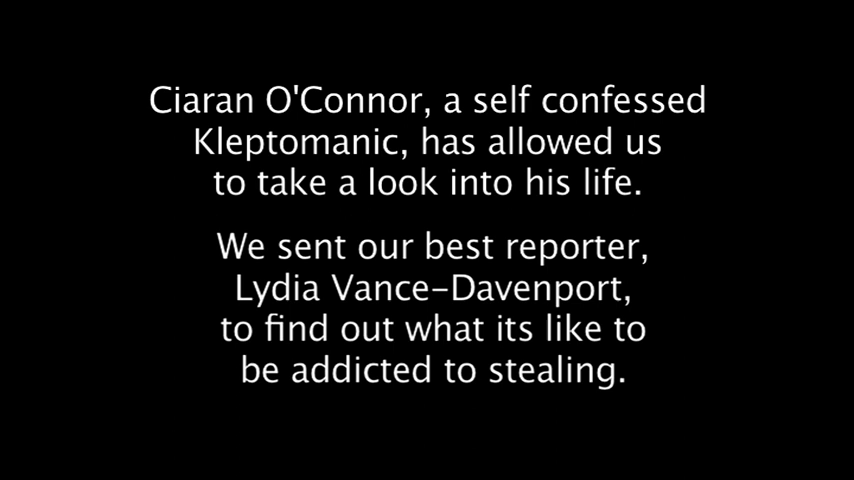 Ciaran O'Connor, a self confessed
Kleptomanic, has allowed us
to take a look into his life.
We sent our best reporter,
Lydia Vance-Davenport,
to find out what its like to
be addicted to stealing.